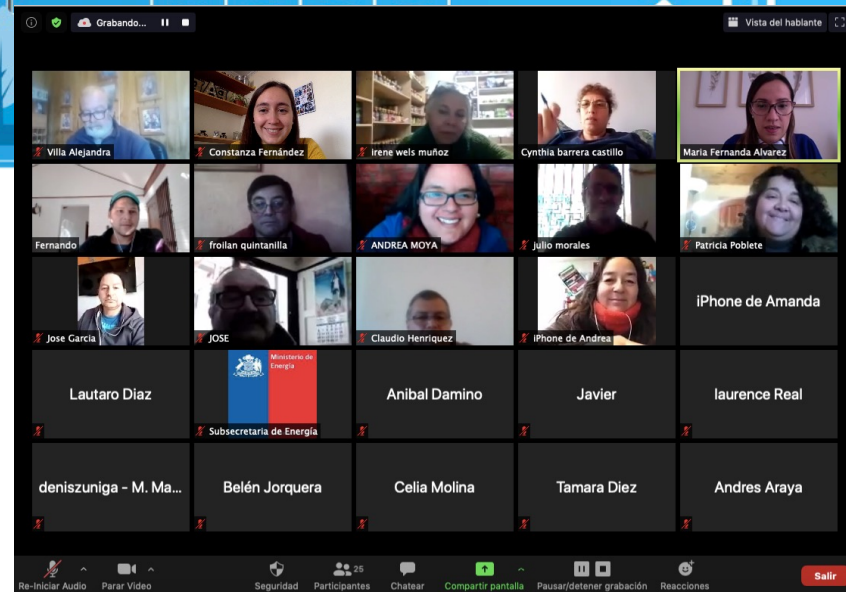 Grabando...
Vista del hablante
Villa Alejandra
Constanza Fernández
irene wels muñoz
Cynthia barrera castillo
Maria Fernanda Alvarez
Fernando
froilan quintanilla
ANDREA MOYA
Julio morales
Patricia Poblete
Jose Garcia
JOSE
Claudio Henriquez
iPhone de Andrea
iPhone de Amanda
Lautaro Diaz
Ministerio de
Energía
Subsecretaria de Energía
Anibal Damino
Javier
laurence Real
deniszuniga - M. Ma...
Belén Jorquera
Celia Molina
Tamara Diez
Andres Araya
Re-Iniciar Audio
Parar Video
Seguridad
25
Participantes
Chatear
Compartir pantalla
Pausar/detener grabación
Reacciones
Salir